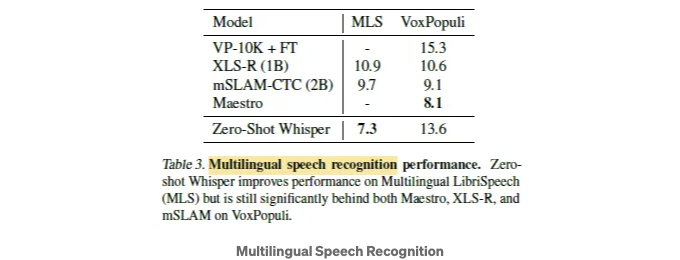 Model MLS VoxPopuli
VP-10K + FT - 15.3
XLS-R (1B) 10.9 10.6
mSLAM-CTC (2B) 9.7 9.1
Maestro - 8.1
Zero-Shot Whisper 7.3 13.6
Table 3. Multilingual speech recognition performance. Zero-
shot Whisper improves performance on Multilingual LibriSpeech
(MLS) but is still significantly behind both Maestro, XLS-R, and
mSLAM on VoxPopuli.
Multilingual Speech Recognition